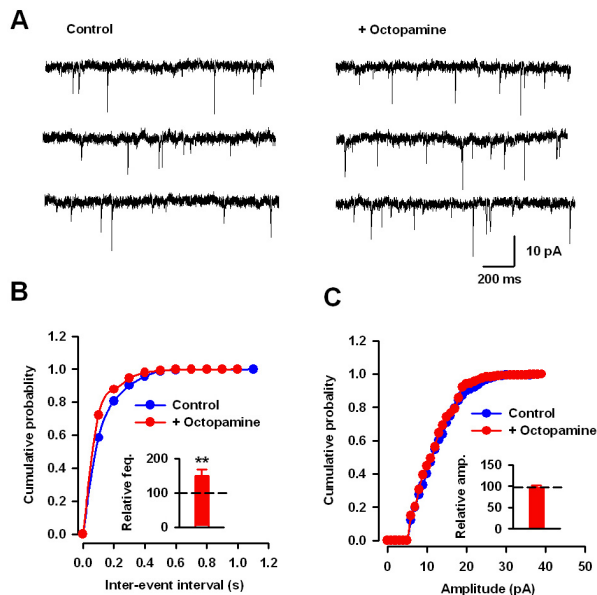 A
Control
+ Octopamine
10 pA
200 ms
B
1.2
1.0
0.8
0.6
0.4
0.2
0.0
Cumulative probablity
Control
+ Octopamine
Relative feq.
200
100
0
**
0.0 0.2 0.4 0.6 0.8 1.0 1.2
Inter-event interval (s)
C
1.2
1.0
0.8
0.6
0.4
0.2
0.0
Cumulative probablity
Control
+ Octopamine
Relative amp.
150
100
50
0
0 10 20 30 40 50
Amplitude (pA)